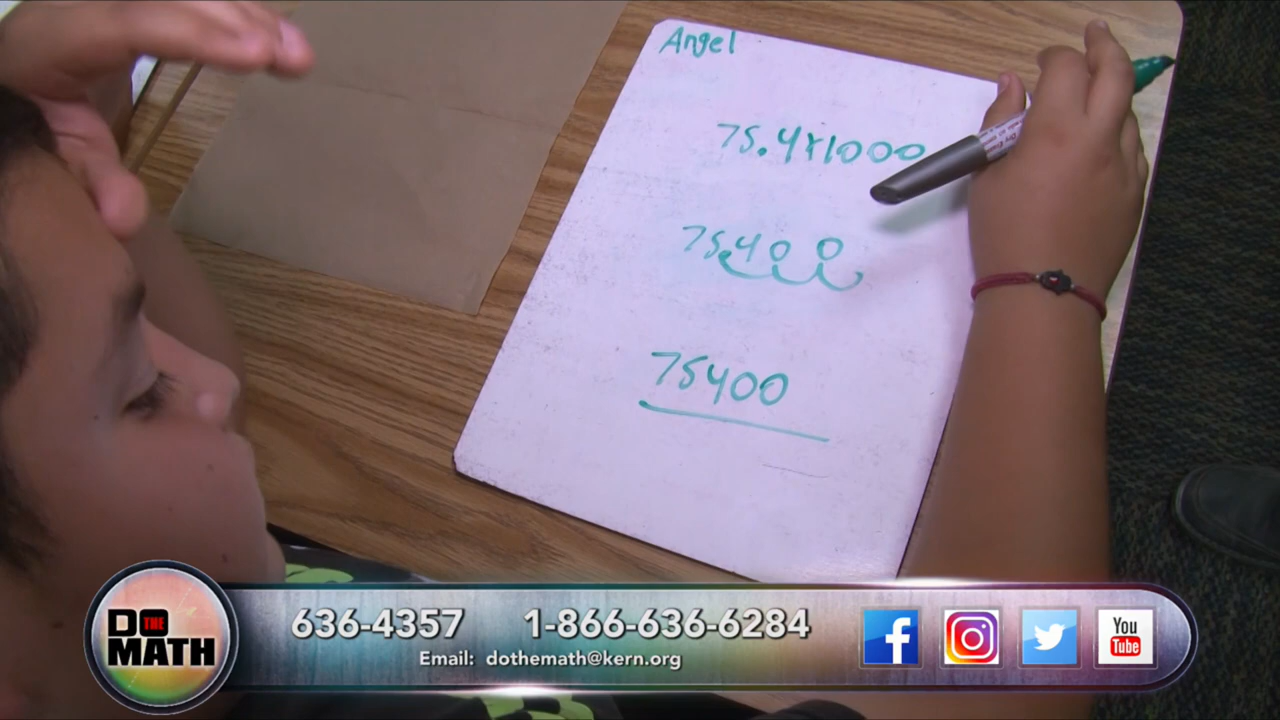 Angel
75.4x1000
75.400
75400
DO THE MATH
636-4357 1-866-636-6284
Email: dothemath@kern.org
You Tube